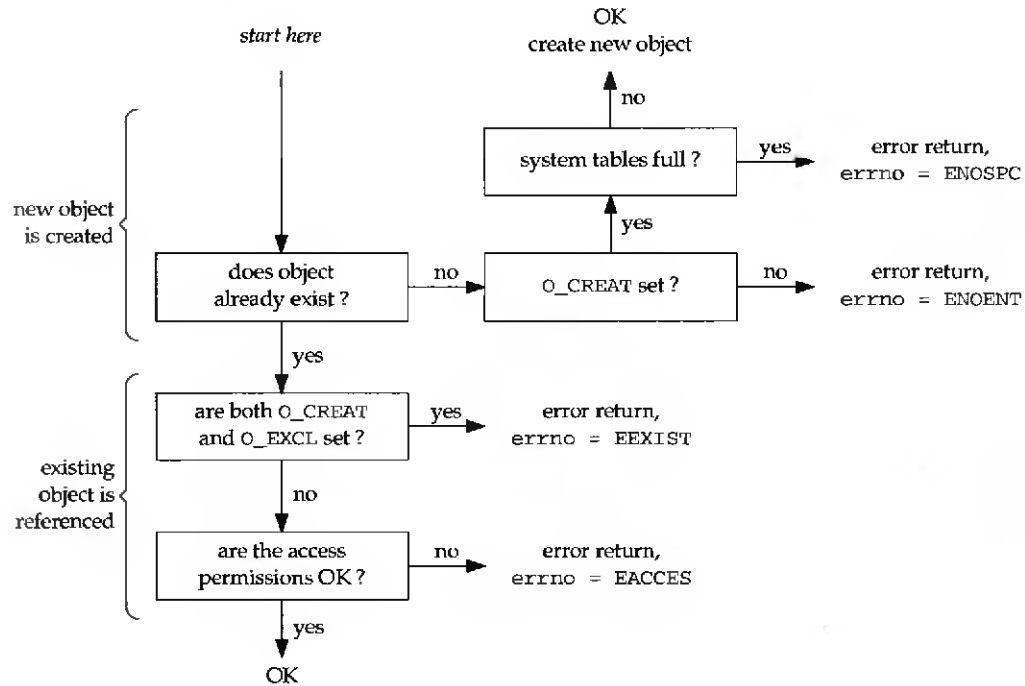 start here
OK
create new object
no
system tables full ?
yes
error return,
errno = ENOSPC
new object
is created
yes
does object
already exist ?
no
O_CREAT set ?
no
error return,
errno = ENOENT
yes
are both O_CREAT
and O_EXCL set ?
yes
error return,
errno = EEXIST
existing
object is
referenced
no
are the access
permissions OK ?
no
error return,
errno = EACCES
yes
OK